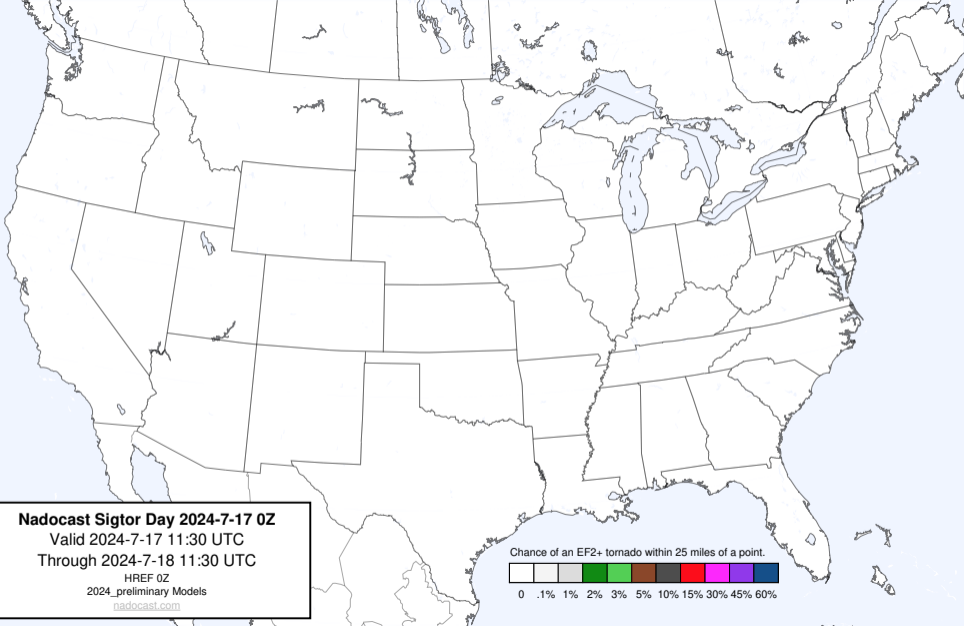 Nadocast Sigtor Day 2024-7-17 0Z
Valid 2024-7-17 11:30 UTC
Through 2024-7-18 11:30 UTC
HREF 0Z
2024_preliminary Models
nadocast.com
Chance of an EF2+ tornado within 25 miles of a point.
0 .1% 1% 2% 3% 5% 10% 15% 30% 45% 60%